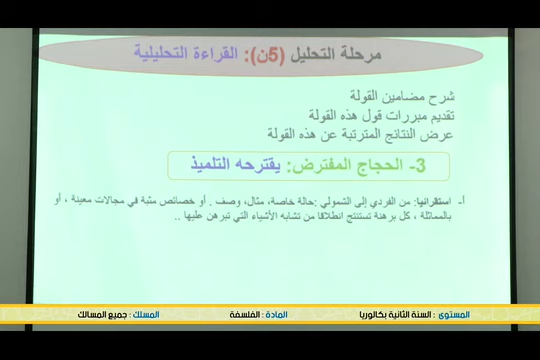 مرحلة التحليل (5ن): القراءة التحليلية
شرح مضامين القولة
تقديم مبررات قول هذه القولة
عرض النتائج المترتبة عن هذه القولة
3- الحجاج المفترض: يقترحه التلميذ
أ- استقرائيا: من الفردي إلى الشمولي :حالة خاصة، مثال، وصف . أو خصائص مثبة في مجالات معينة ، أو
بالمماثلة ، كل برهنة تستنتج انطلاقا من تشابه الأشياء التي تبرهن عليها ..
المستوى : السنة الثانية بكالوريا المادة : الفلسفة المسلك : جميع المسالك